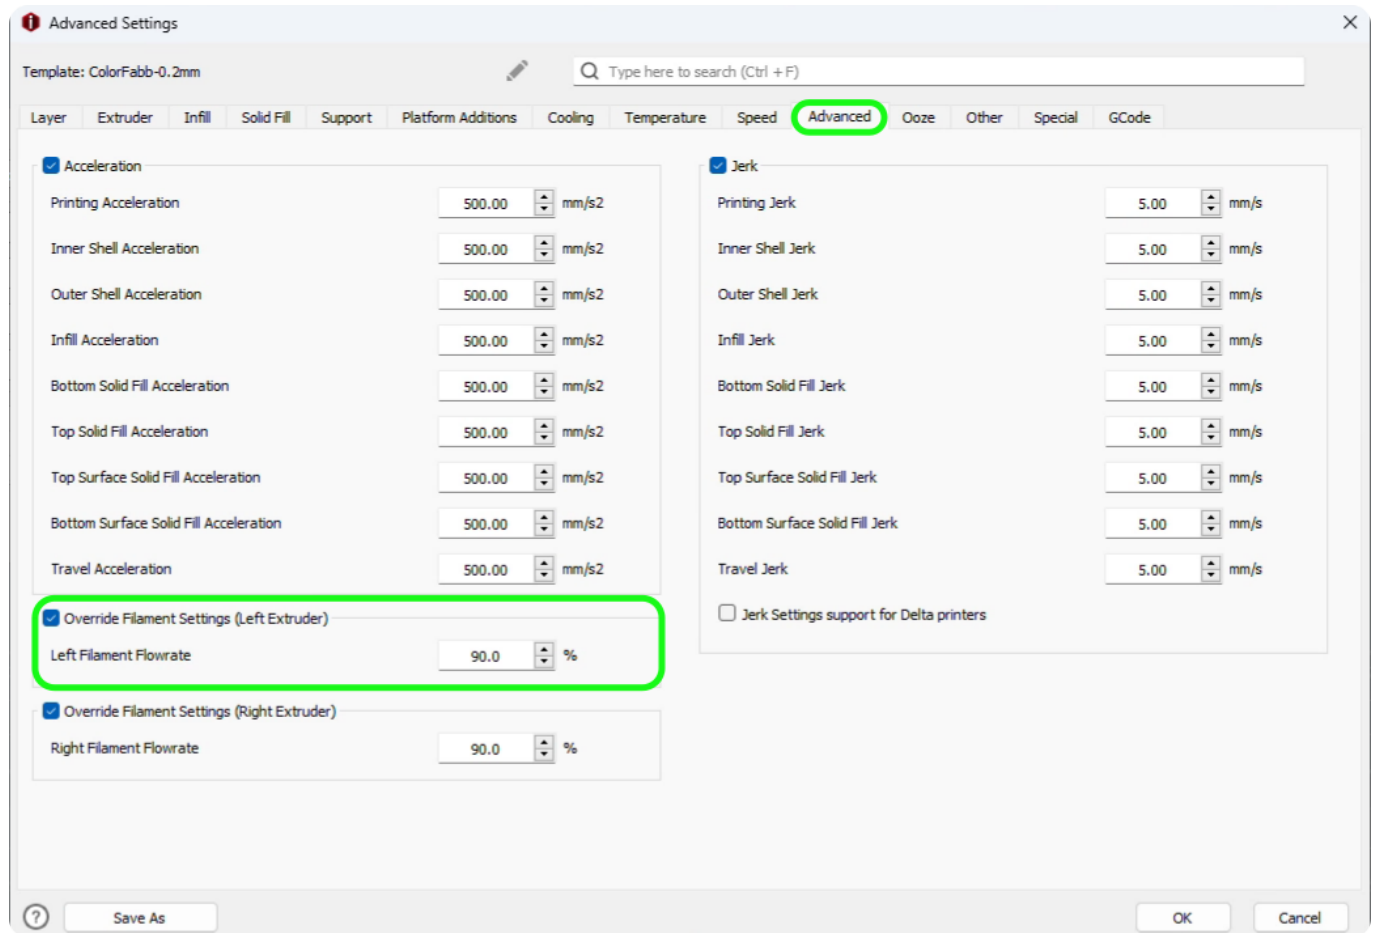 Advanced Settings
Template: ColorFabb-0.2mm
Type here to search (Ctrl +F)
Layer Extruder Infill Solid Fill Support Platform Additions Cooling Temperature Speed Advanced Ooze Other Special GCode
Acceleration
Printing Acceleration 500.00 mm/s2
Inner Shell Acceleration 500.00 mm/s2
Outer Shell Acceleration 500.00 mm/s2
Infill Acceleration 500.00 mm/s2
Bottom Solid Fill Acceleration 500.00 mm/s2
Top Solid Fill Acceleration 500.00 mm/s2
Top Surface Solid Fill Acceleration 500.00 mm/s2
Bottom Surface Solid Fill Acceleration 500.00 mm/s2
Travel Acceleration 500.00 mm/s2
Override Filament Settings (Left Extruder)
Left Filament Flowrate 90.0 %
Override Filament Settings (Right Extruder)
Right Filament Flowrate 90.0 %
Jerk
Printing Jerk 5.00 mm/s
Inner Shell Jerk 5.00 mm/s
Outer Shell Jerk 5.00 mm/s
Infill Jerk 5.00 mm/s
Bottom Solid Fill Jerk 5.00 mm/s
Top Solid Fill Jerk 5.00 mm/s
Top Surface Solid Fill Jerk 5.00 mm/s
Bottom Surface Solid Fill Jerk 5.00 mm/s
Travel Jerk 5.00 mm/s
Jerk Settings support for Delta printers
? Save As OK Cancel